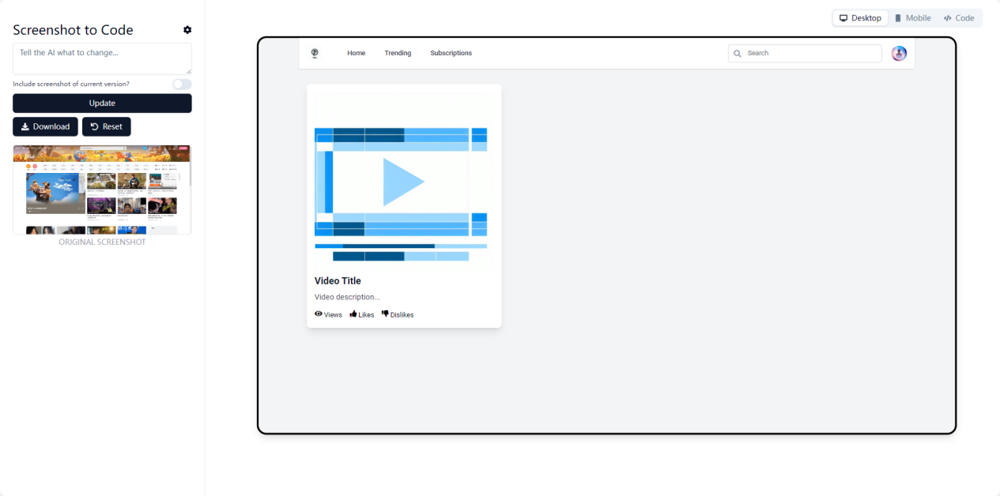 Screenshot to Code
Tell the AI what to change...
Include screenshot of current version?
Update
Download
Reset
ORIGINAL SCREENSHOT
Desktop
Mobile
Code
Home
Trending
Subscriptions
Search
Video Title
Video description...
Views
Likes
Dislikes